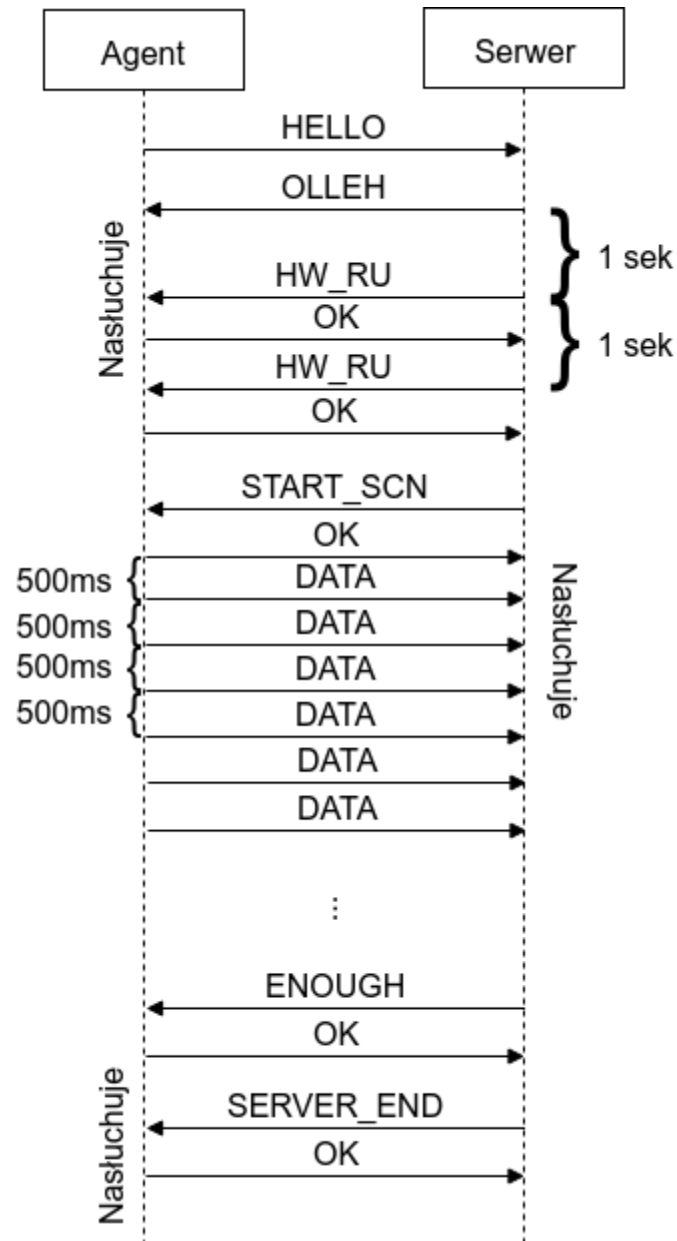 Agent
Serwer
HELLO
OLLEH
Nasłuchuje
1 sek
HW_RU
OK
1 sek
HW_RU
OK
START_SCN
OK
500ms
DATA
Nasłuchuje
500ms
DATA
500ms
DATA
500ms
DATA
DATA
DATA
...
ENOUGH
OK
Nasłuchuje
SERVER_END
OK